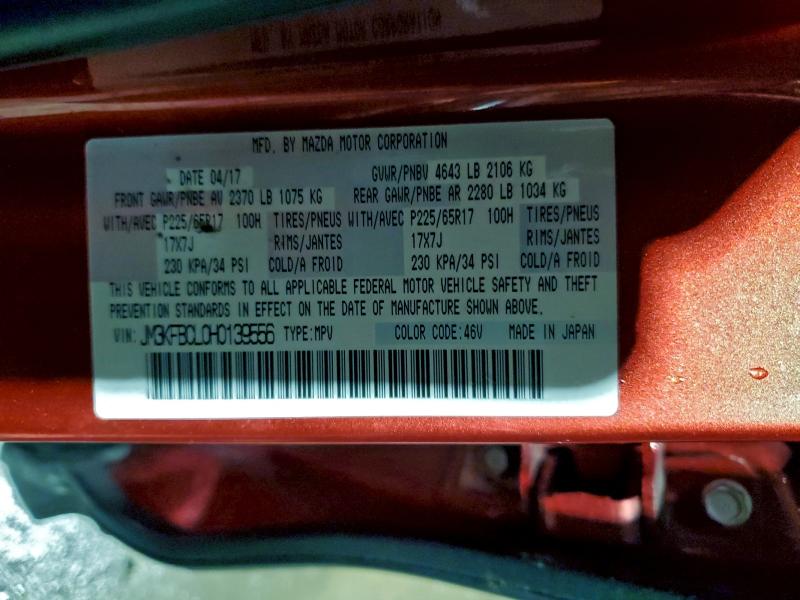 MFD. BY MAZDA MOTOR CORPORATION
DATE 04/17 GVWR/PNBV 4643 LB 2106 KG
FRONT GAWR/PNBE AV 2370 LB 1075 KG REAR GAWR/PNBE AR 2280 LB 1034 KG
WITH/AVEC P225/65R17 100H TIRES/PNEUS WITH/AVEC P225/65R17 100H TIRES/PNEUS
17X7J RIMS/JANTES 17X7J RIMS/JANTES
230 KPA/34 PSI COLD/A FROID 230 KPA/34 PSI COLD/A FROID
THIS VEHICLE CONFORMS TO ALL APPLICABLE FEDERAL MOTOR VEHICLE SAFETY AND THEFT
PREVENTION STANDARDS IN EFFECT ON THE DATE OF MANUFACTURE SHOWN ABOVE.
VIN: JM3KFBCL0H0139556 TYPE:MPV COLOR CODE:46V MADE IN JAPAN